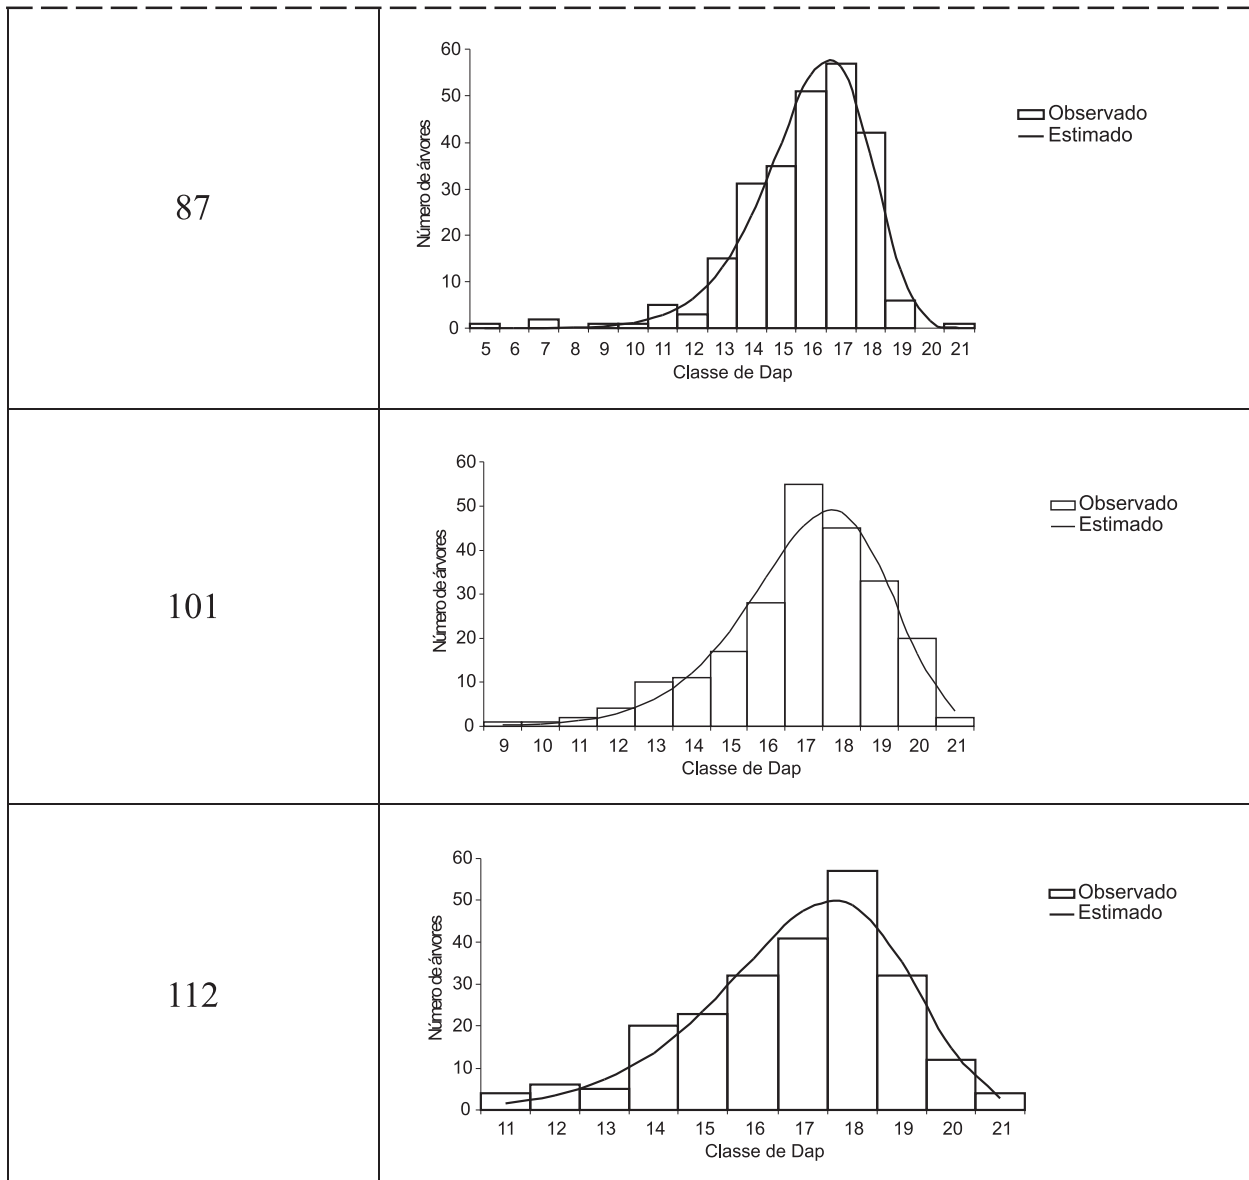 87
Número de árvores
60
50
40
30
20
10
0
5 6 7 8 9 10 11 12 13 14 15 16 17 18 19 20 21
Classe de Dap
Observado
Estimado
101
Número de árvores
60
50
40
30
20
10
0
9 10 11 12 13 14 15 16 17 18 19 20 21
Classe de Dap
Observado
Estimado
112
Número de árvores
60
50
40
30
20
10
0
11 12 13 14 15 16 17 18 19 20 21
Classe de Dap
Observado
Estimado